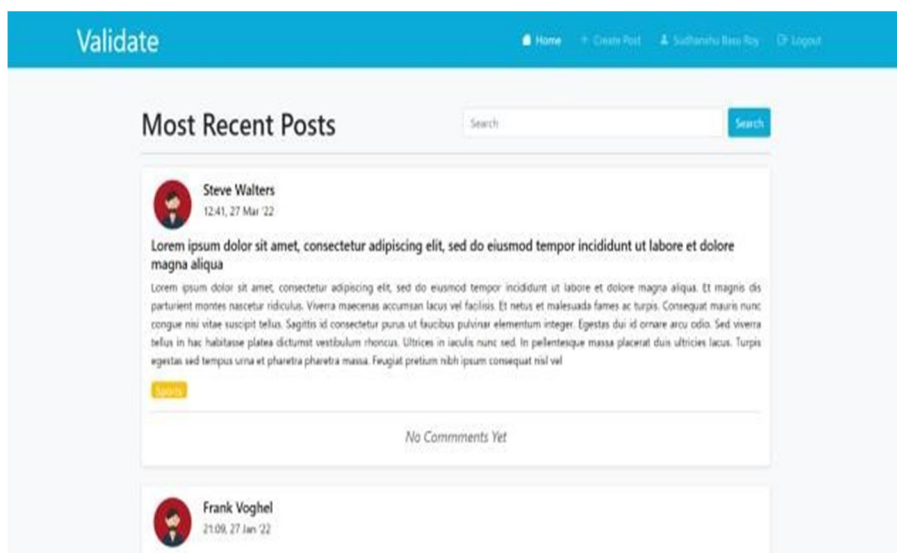 Validate
Home + Create Post Sudhanshu Basu Roy Logout
Most Recent Posts
Search Search
Steve Walters
12:41, 27 Mar '22
Lorem ipsum dolor sit amet, consectetur adipiscing elit, sed do eiusmod tempor incididunt ut labore et dolore
magna aliqua
Lorem ipsum dolor sit amet, consectetur adipiscing elit, sed do eiusmod tempor incididunt ut labore et dolore magna aliqua. Et magnis dis
parturient montes nascetur ridiculus. Viverra maecenas accumsan lacus vel facilisis. Et netus et malesuada fames ac turpis. Consequat mauris nunc
congue nisi vitae suscipit tellus. Sagittis id consectetur purus ut faucibus pulvinar elementum integer. Egestas dui id ornare arcu odio. Sed viverra
tellus in hac habitasse platea dictumst vestibulum rhoncus. Ultrices in iaculis nunc sed. In pellentesque massa placerat duis ultricies lacus. Turpis
egestas sed tempus urna et pharetra pharetra massa. Feugiat pretium nibh ipsum consequat nisl vel
Sports
No Commments Yet
Frank Voghel
21:09, 27 Jan '22